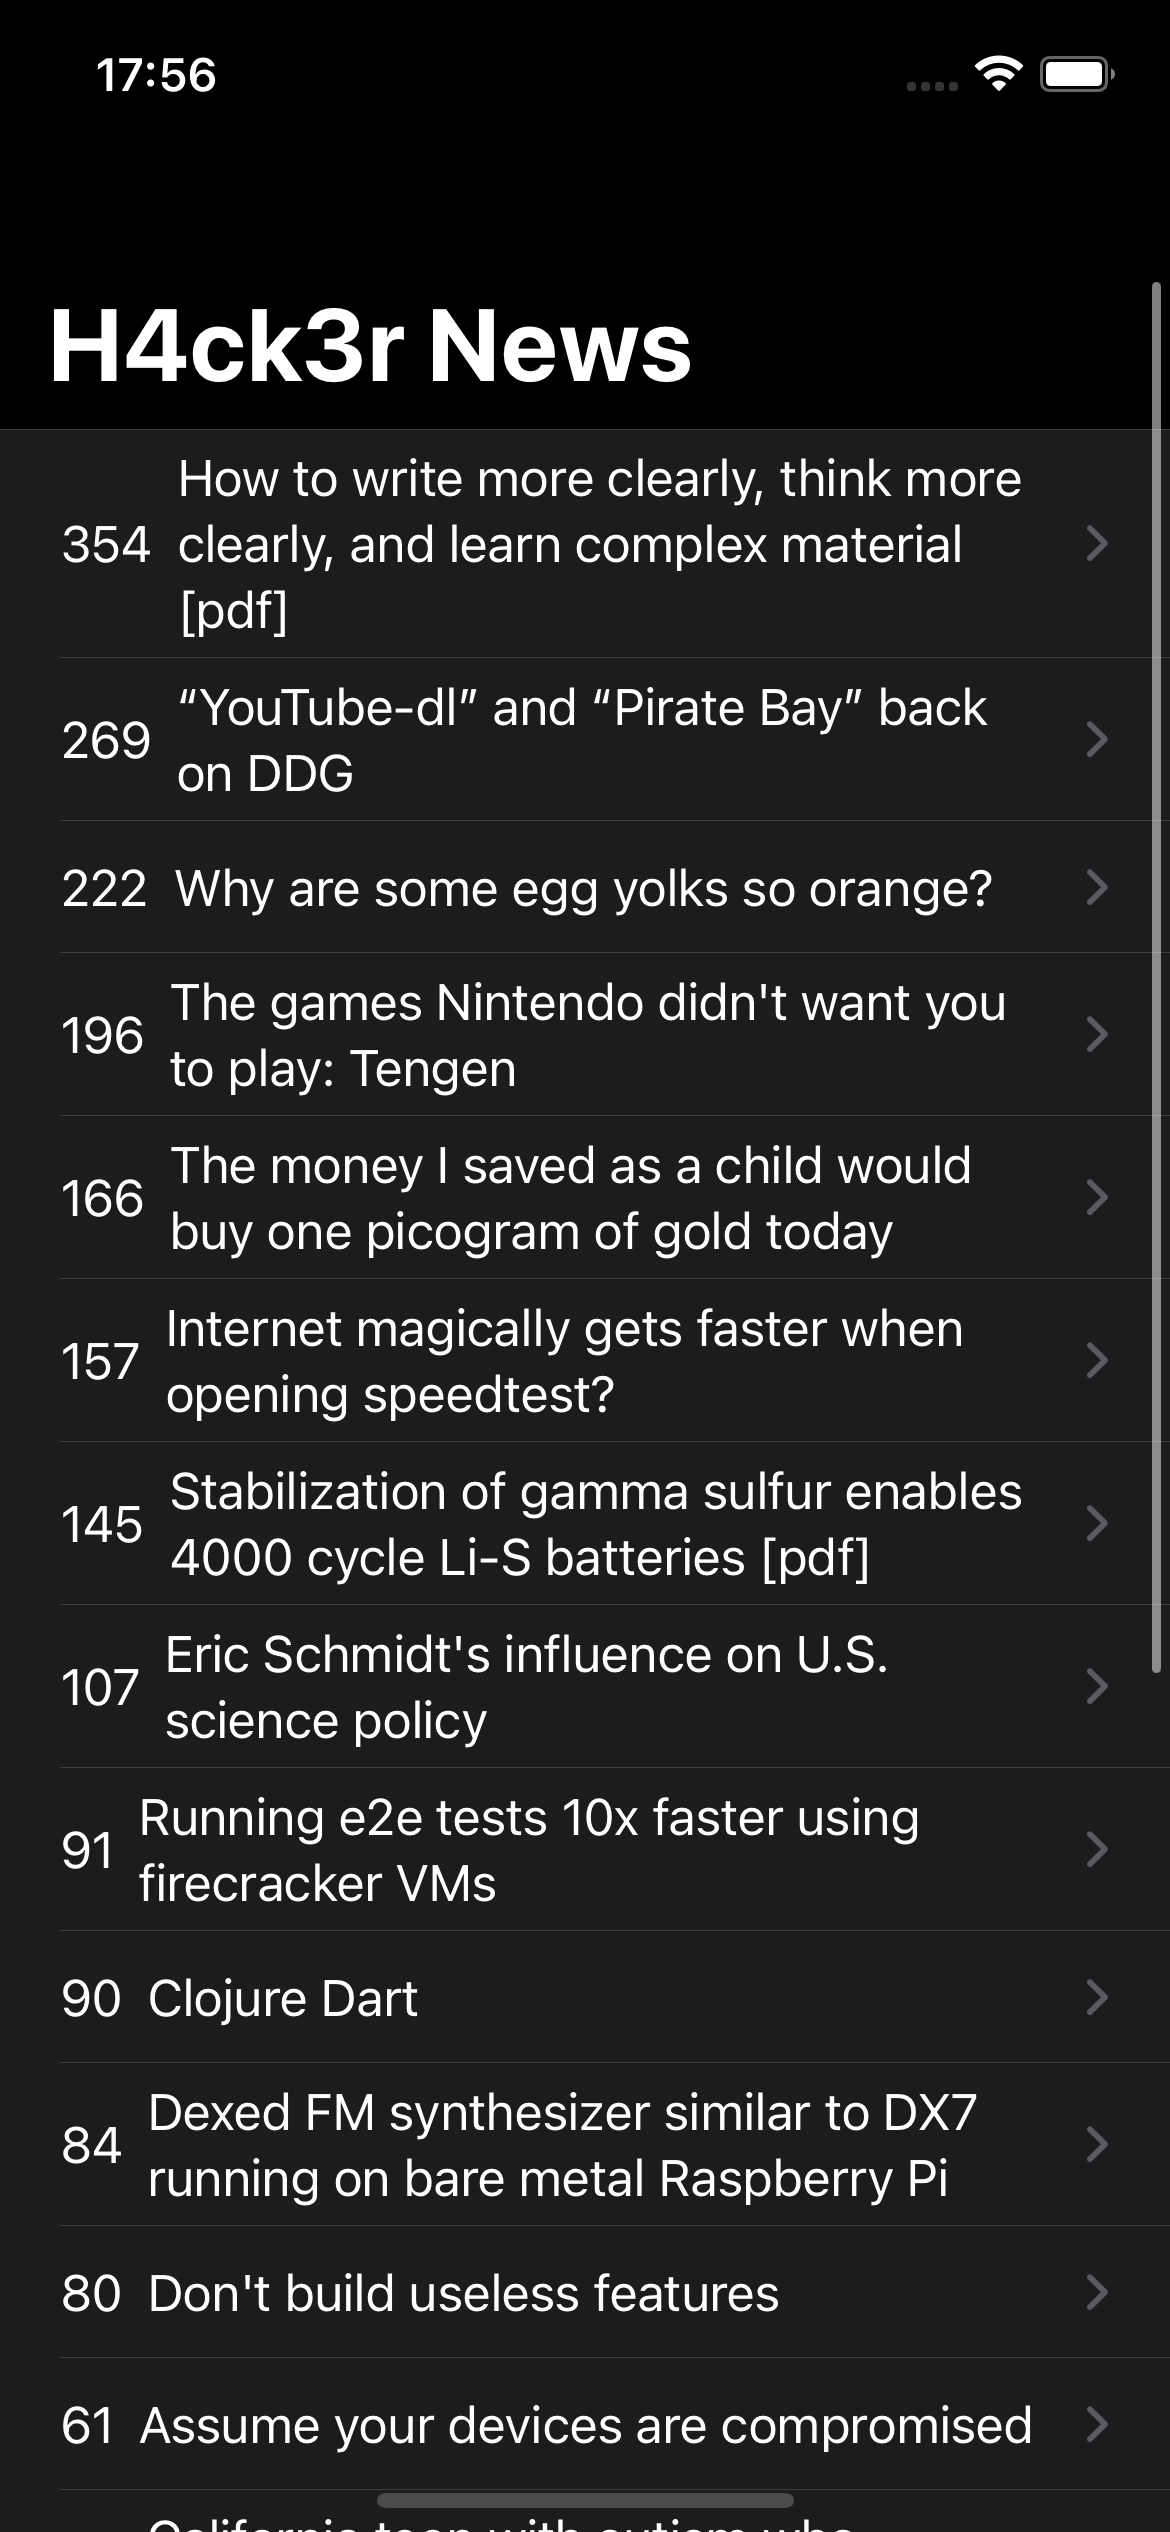 17:56
H4ck3r News
How to write more clearly, think more
354 clearly, and learn complex material
[pdf]
“YouTube-dl” and “Pirate Bay” back
269
on DDG
222 Why are some egg yolks so orange?
The games Nintendo didn't want you
196
to play: Tengen
The money I saved as a child would
166
buy one picogram of gold today
Internet magically gets faster when
157
opening speedtest?
Stabilization of gamma sulfur enables
145
4000 cycle Li-S batteries [pdf]
Eric Schmidt's influence on U.S.
107
science policy
Running e2e tests 10x faster using
91
firecracker VMs
90 Clojure Dart
Dexed FM synthesizer similar to DX7
84
running on bare metal Raspberry Pi
80 Don't build useless features
61 Assume your devices are compromised
California teen with autism who